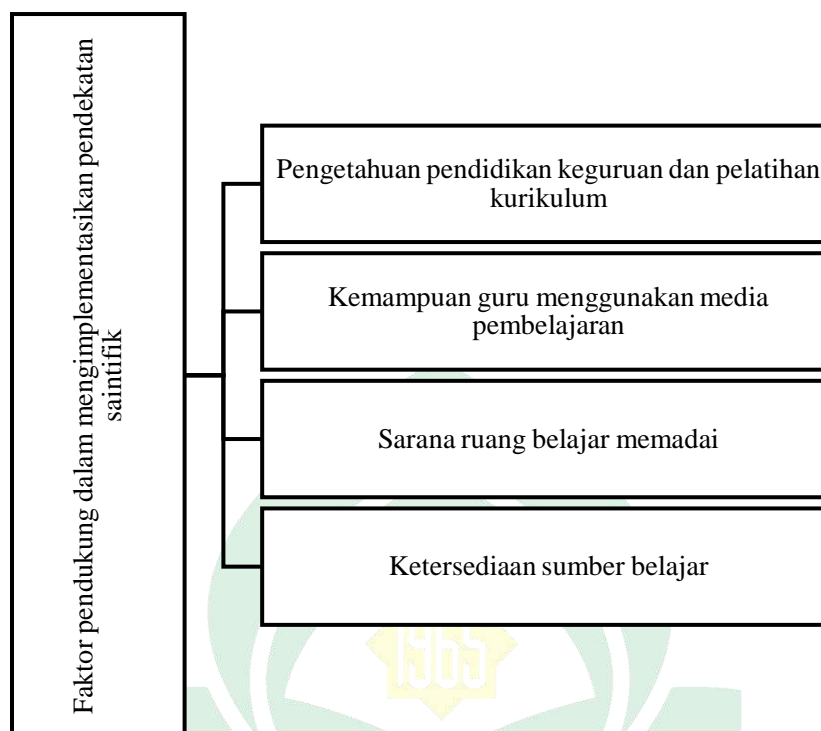 Faktor pendukung dalam mengimplementasikan pendekatan
saintifik
Pengetahuan pendidikan keguruan dan pelatihan
kurikulum
Kemampuan guru menggunakan media
pembelajaran
Sarana ruang belajar memadai
Ketersediaan sumber belajar
1965